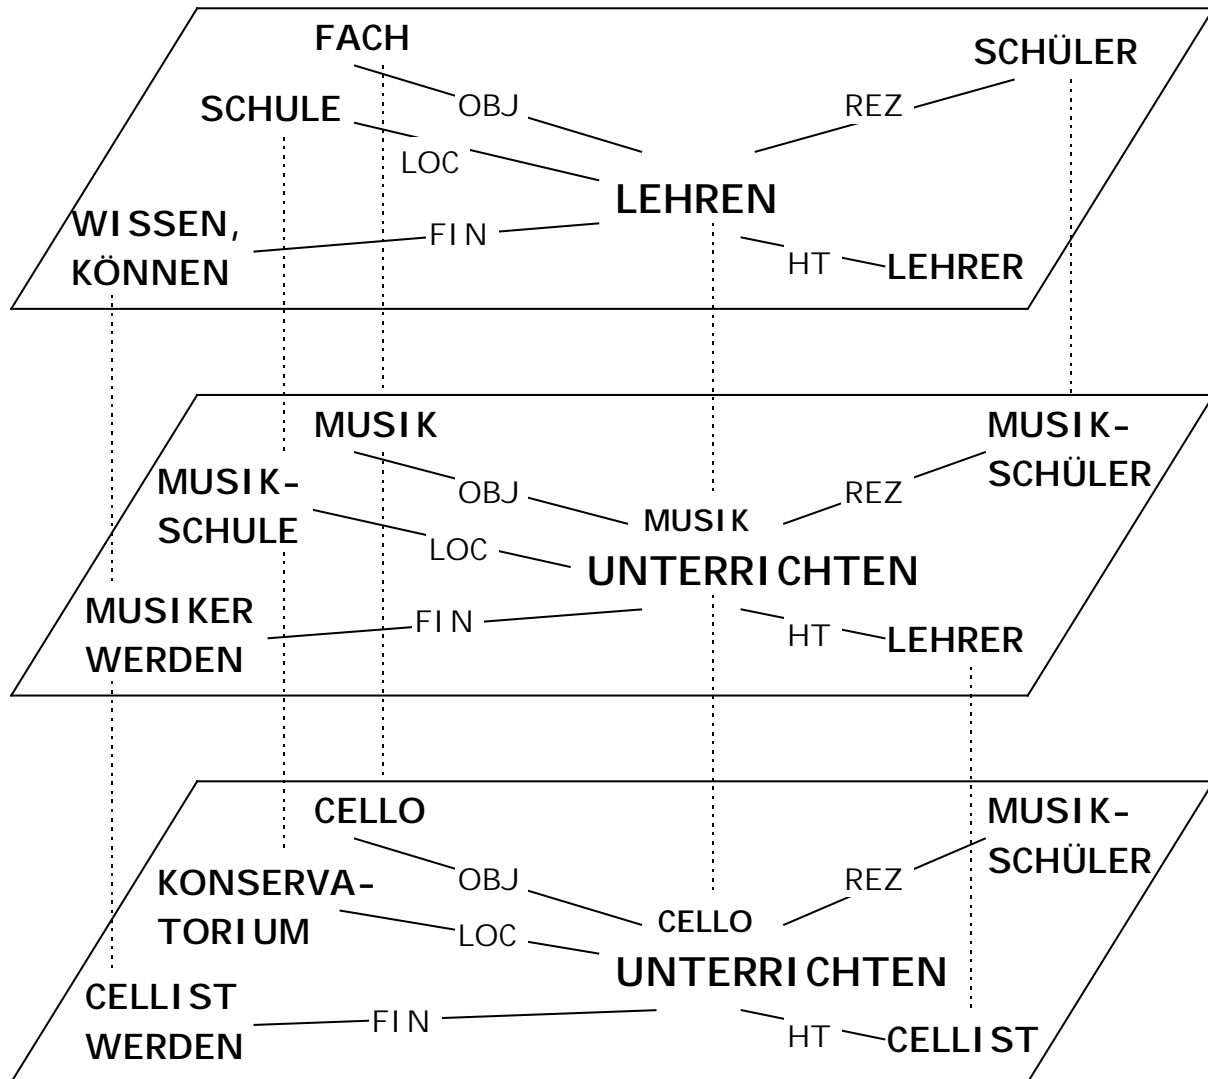 FACH
SCHÜLER
SCHULE
OBJ
REZ
LOC
LEHREN
WISSEN,
KÖNNEN
FIN
HT
LEHRER
MUSIK
MUSIK-
SCHÜLER
MUSIK-
SCHULE
OBJ
REZ
LOC
MUSIK
UNTERRICHTEN
MUSIKER
WERDEN
FIN
HT
LEHRER
CELLO
MUSIK-
SCHÜLER
KONSERVA-
TORIUM
OBJ
REZ
LOC
CELLO
UNTERRICHTEN
CELLIST
WERDEN
FIN
HT
CELLIST